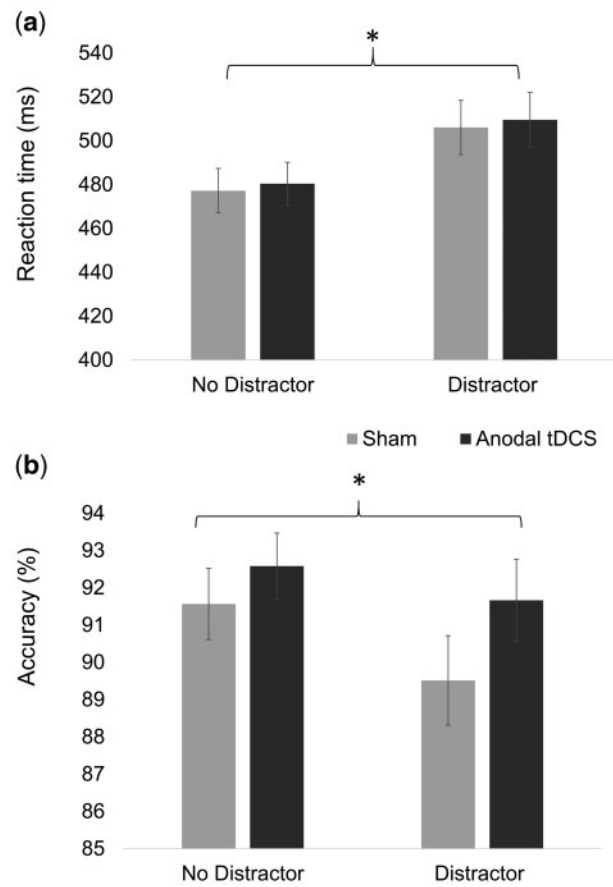 (a)
*
540
520
500
480
460
440
420
400
Reaction time (ms)
No Distractor Distractor
Sham Anodal tDCS
(b)
*
94
93
92
91
90
89
88
87
86
85
Accuracy (%)
No Distractor Distractor